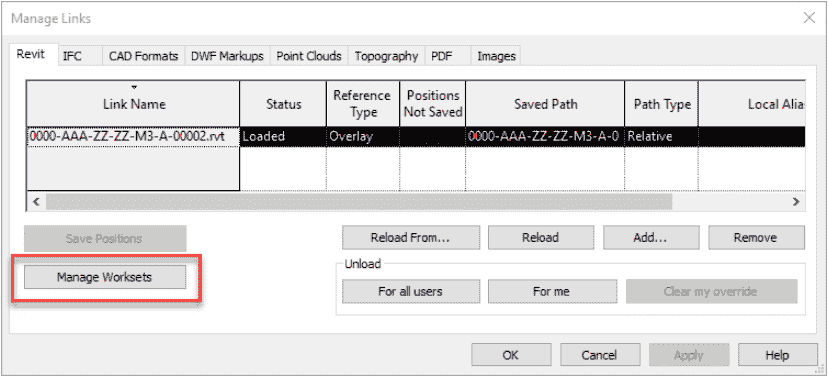 Manage Links
Revit IFC CAD Formats DWF Markups Point Clouds Topography PDF Images
Link Name Status Reference Type Positions Not Saved Saved Path Path Type Local Alia
0000-AAA-ZZ-ZZ-M3-A-00002.rvt Loaded Overlay 0000-AAA-ZZ-ZZ-M3-A-0 Relative
Save Positions Reload From... Reload Add... Remove
Manage Worksets
Unload
For all users For me Clear my override
OK Cancel Apply Help